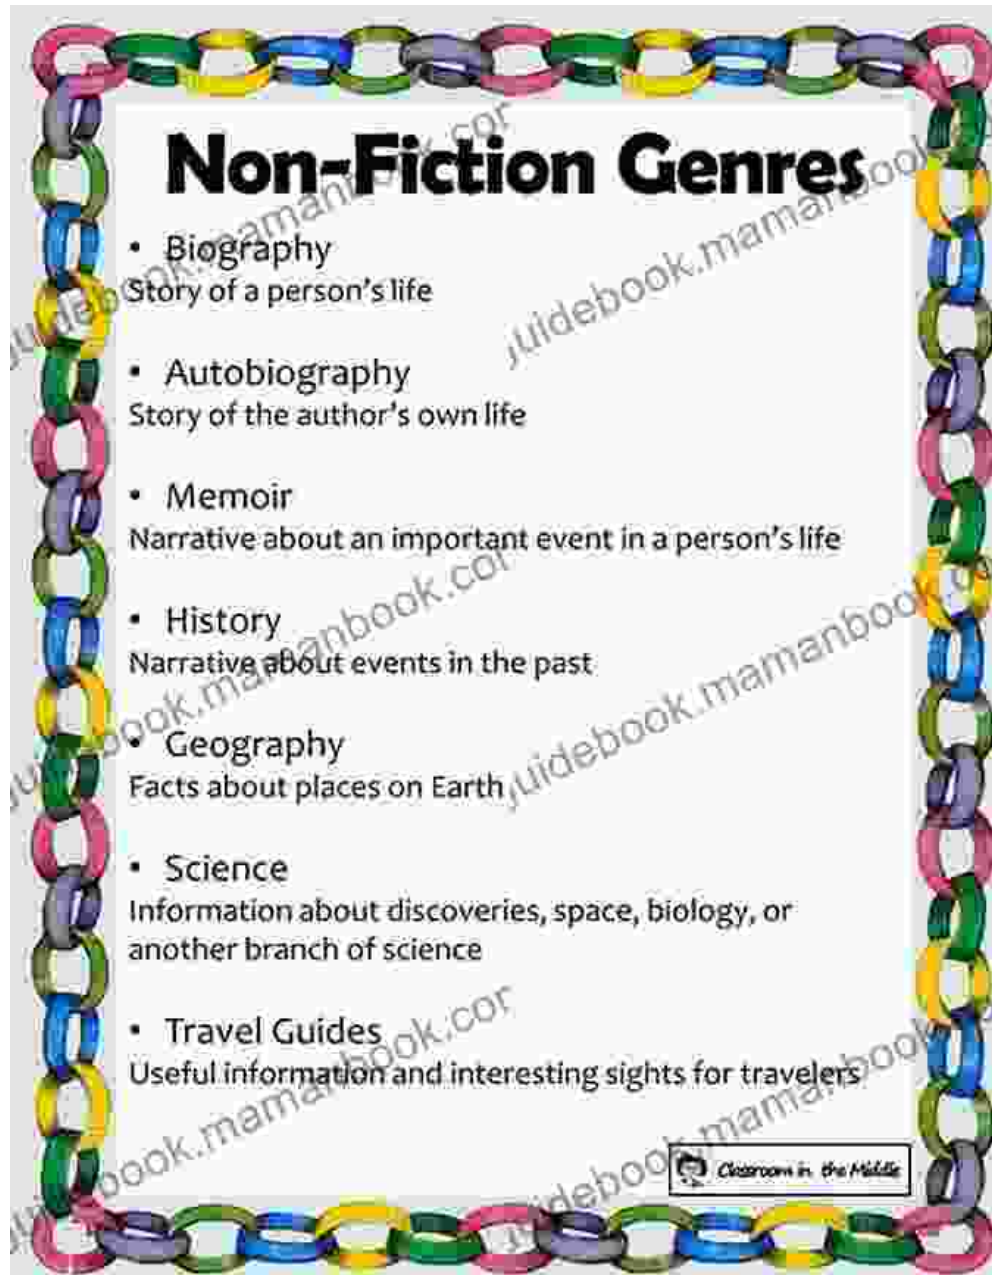 Non-Fiction Genres
• Biography
Story of a person's life
• Autobiography
Story of the author's own life
• Memoir
Narrative about an important event in a person's life
• History
Narrative about events in the past
• Geography
Facts about places on Earth
• Science
Information about discoveries, space, biology, or
another branch of science
• Travel Guides
Useful information and interesting sights for travelers
Classroom in the Middle